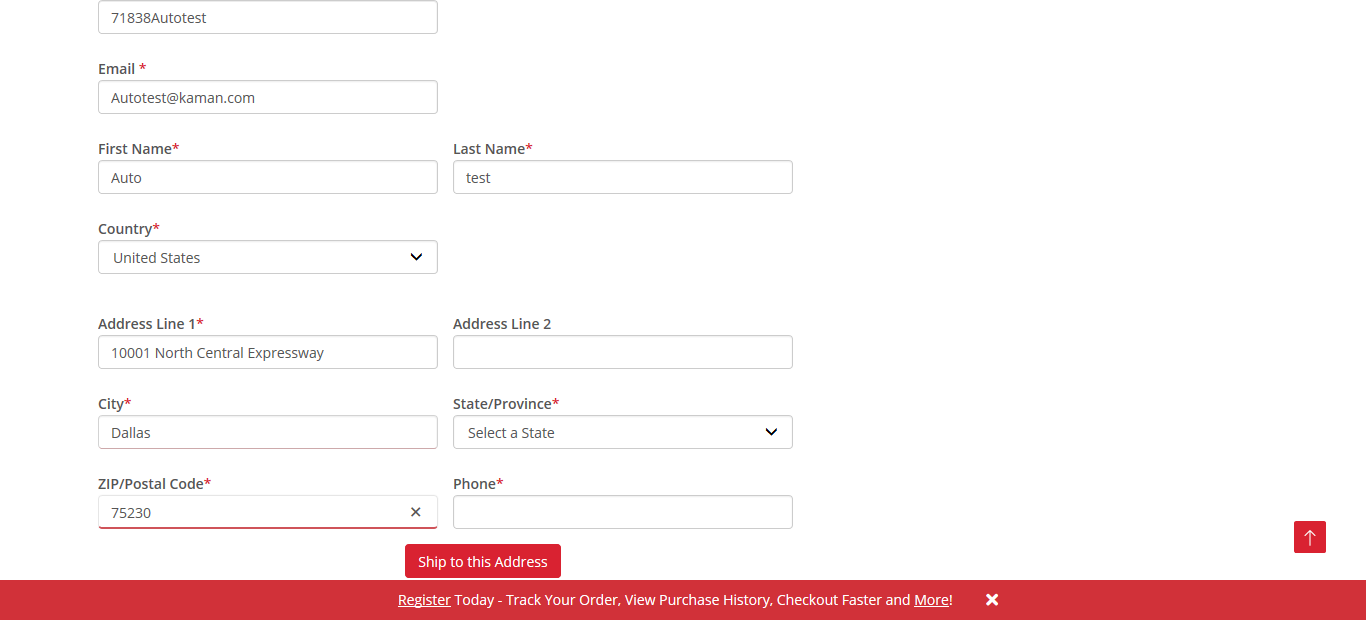 71838Autotest
Email *
Autotest@kaman.com
First Name* Last Name*
Auto test
Country*
United States
Address Line 1* Address Line 2
10001 North Central Expressway
City* State/Province*
Dallas Select a State
ZIP/Postal Code* Phone*
75230
Ship to this Address
Register Today - Track Your Order, View Purchase History, Checkout Faster and More!